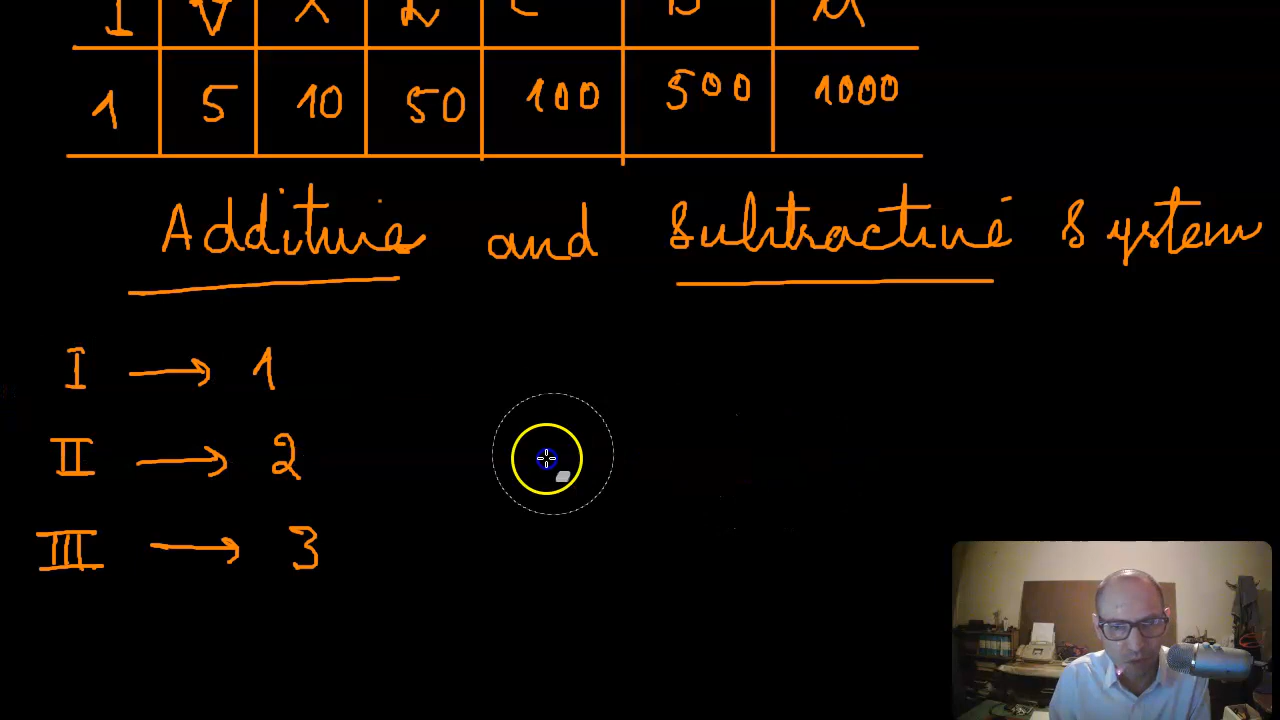 I V X L C D M
1 5 10 50 100 500 1000
Additive and Subtractive System
I → 1
II → 2
III → 3